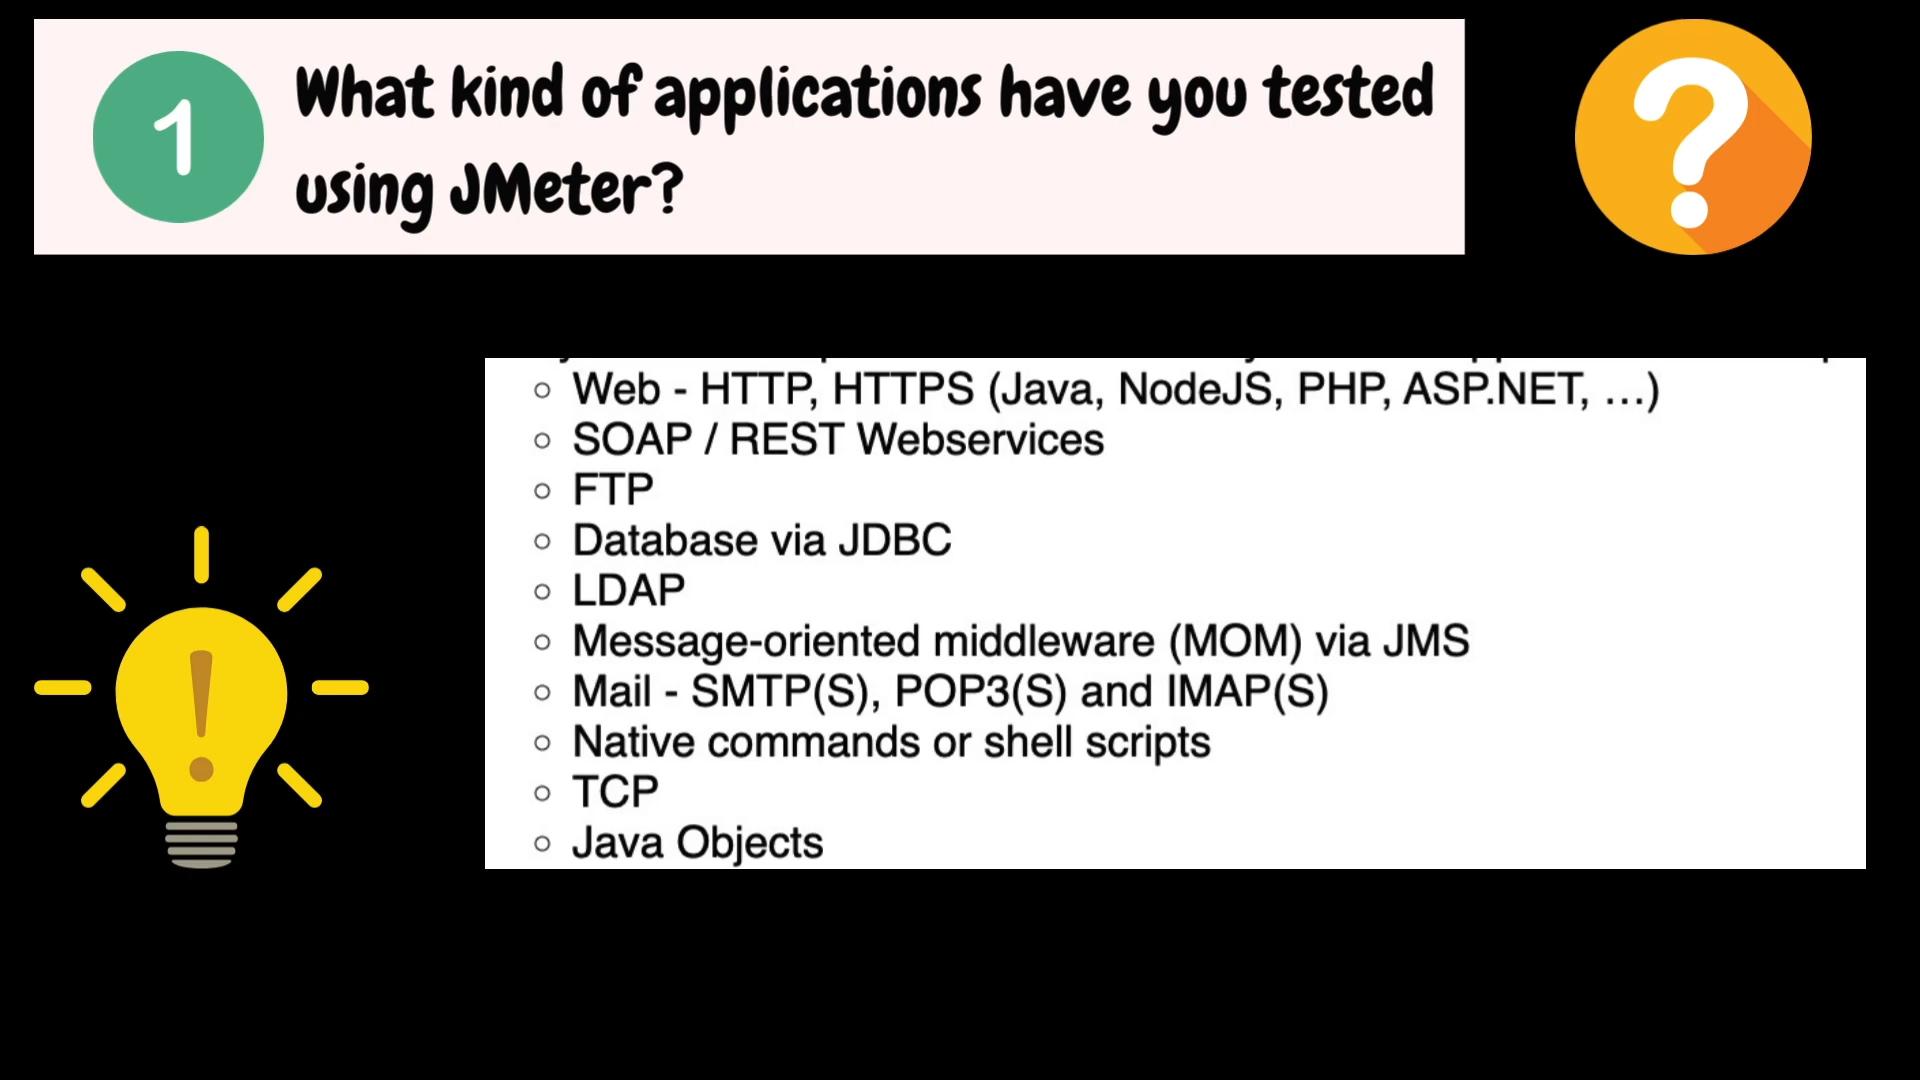 1
What kind of applications have you tested
using JMeter?
?
Web - HTTP, HTTPS (Java, NodeJS, PHP, ASP.NET, …)
SOAP / REST Webservices
FTP
Database via JDBC
LDAP
Message-oriented middleware (MOM) via JMS
Mail - SMTP(S), POP3(S) and IMAP(S)
!
Native commands or shell scripts
TCP
Java Objects